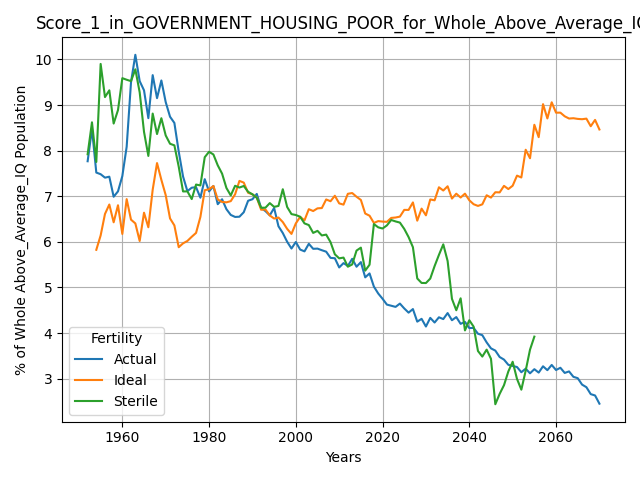 Score_1_in_GOVERNMENT_HOUSING_POOR_for_Whole_Above_Average_IQ
% of Whole Above_Average_IQ Population
10
9
8
7
6
5
4
3
Fertility
Actual
Ideal
Sterile
1960 1980 2000 2020 2040 2060
Years